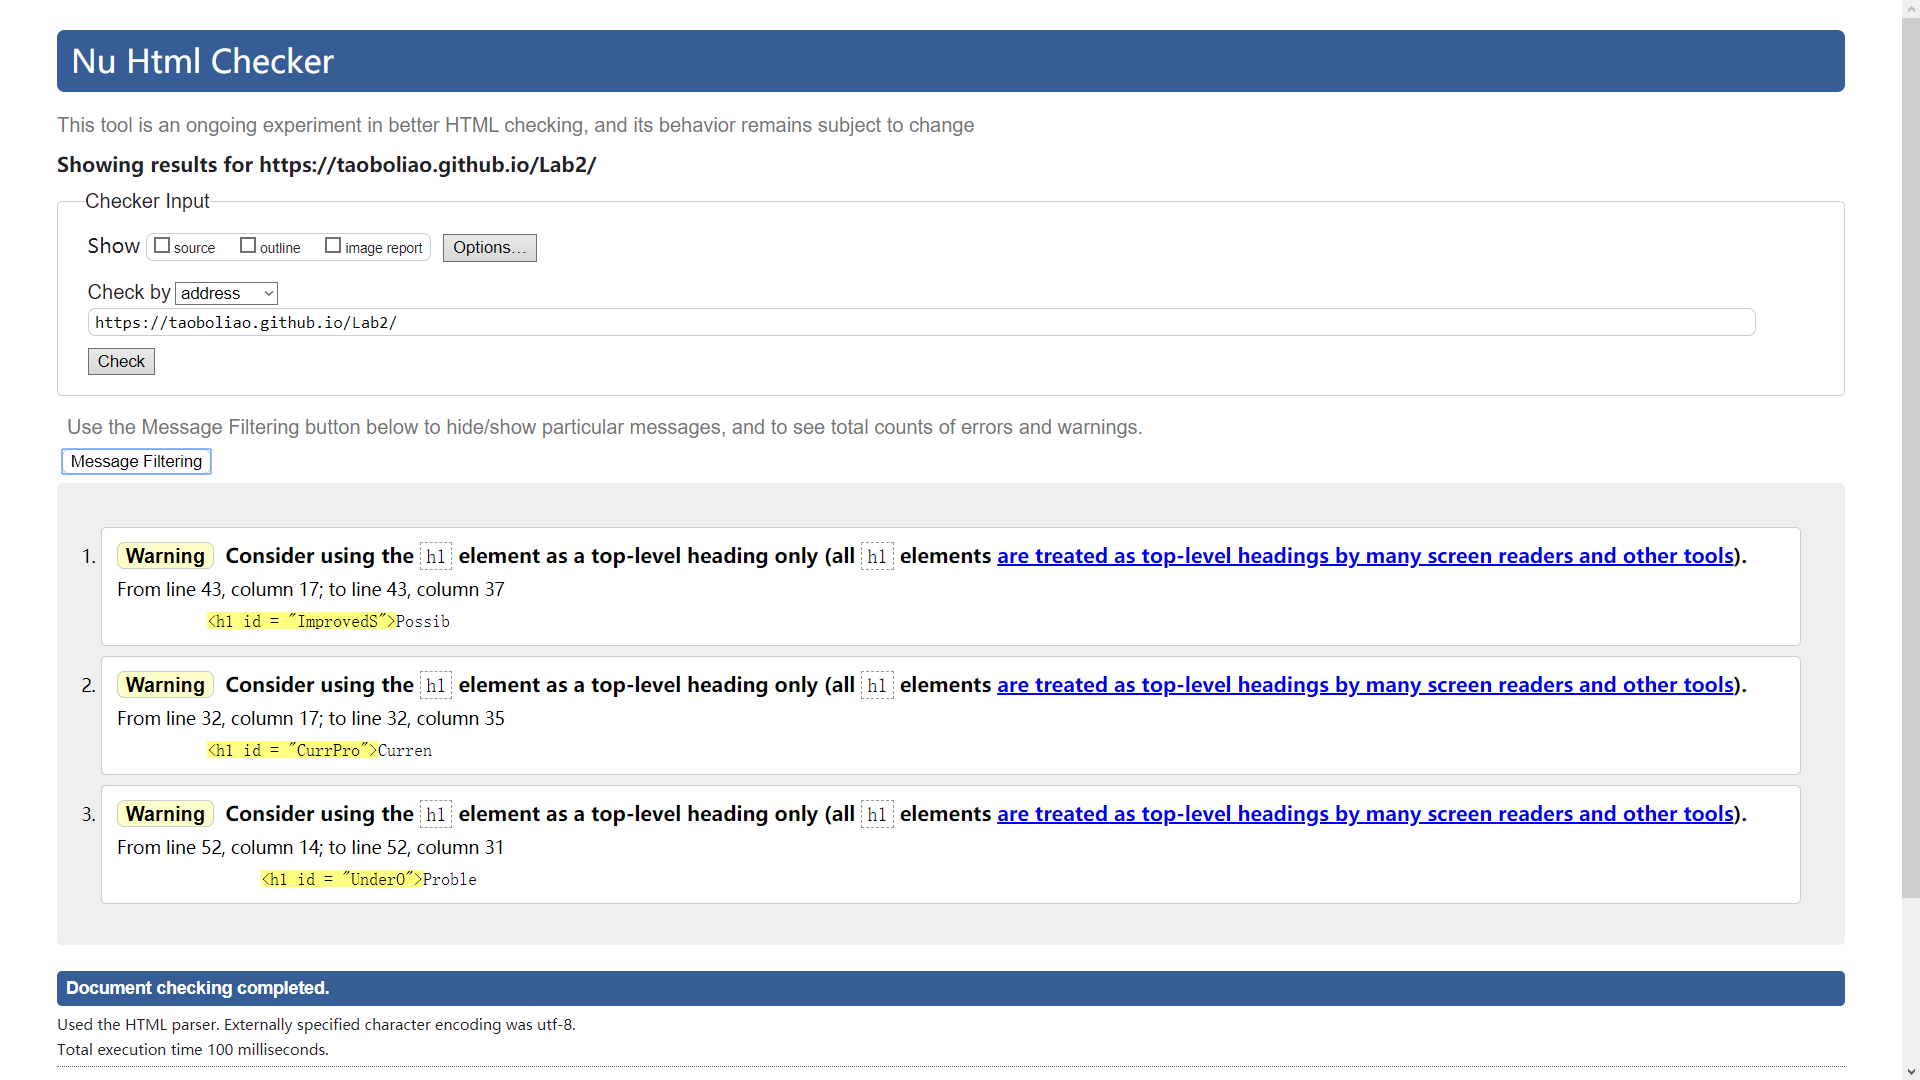 Nu Html Checker
This tool is an ongoing experiment in better HTML checking, and its behavior remains subject to change
Showing results for https://taoboliao.github.io/Lab2/
Checker Input
Show source outline image report Options...
Check by address
https://taoboliao.github.io/Lab2/
Check
Use the Message Filtering button below to hide/show particular messages, and to see total counts of errors and warnings.
Message Filtering
1. Warning Consider using the h1 element as a top-level heading only (all h1 elements are treated as top-level headings by many screen readers and other tools).
From line 43, column 17; to line 43, column 37
<h1 id = "ImprovedS">Possib
2. Warning Consider using the h1 element as a top-level heading only (all h1 elements are treated as top-level headings by many screen readers and other tools).
From line 32, column 17; to line 32, column 35
<h1 id = "CurrPro">Curren
3. Warning Consider using the h1 element as a top-level heading only (all h1 elements are treated as top-level headings by many screen readers and other tools).
From line 52, column 14; to line 52, column 31
<h1 id = "UnderO">Proble
Document checking completed.
Used the HTML parser. Externally specified character encoding was utf-8.
Total execution time 100 milliseconds.